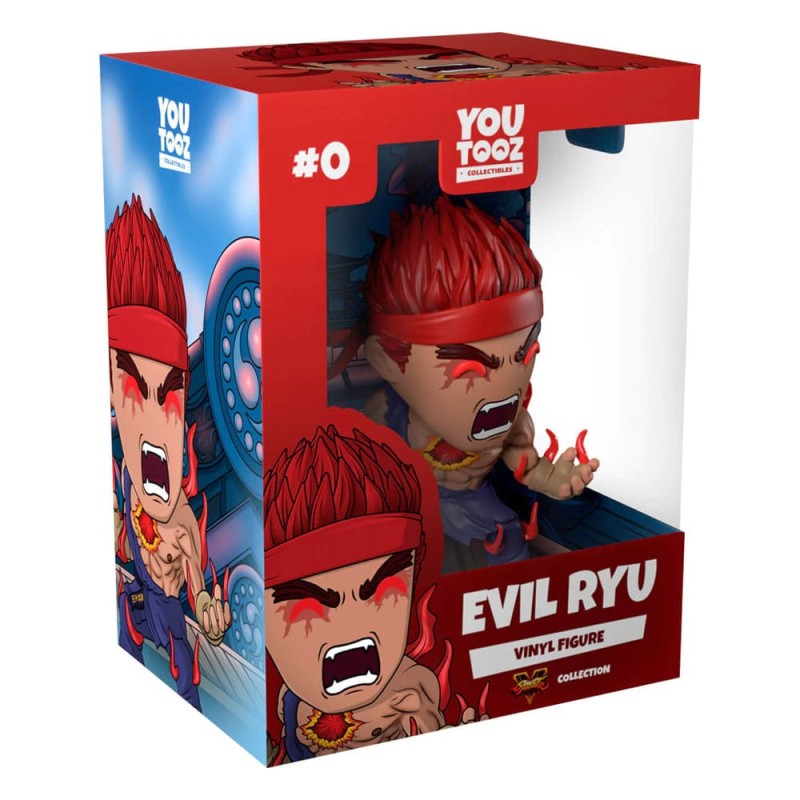 YOU
TOOZ
COLLECTIBLES
#0
YOU
TOOZ
• COLLECTIBLES •
EVIL RYU
VINYL FIGURE
V
COLLECTION